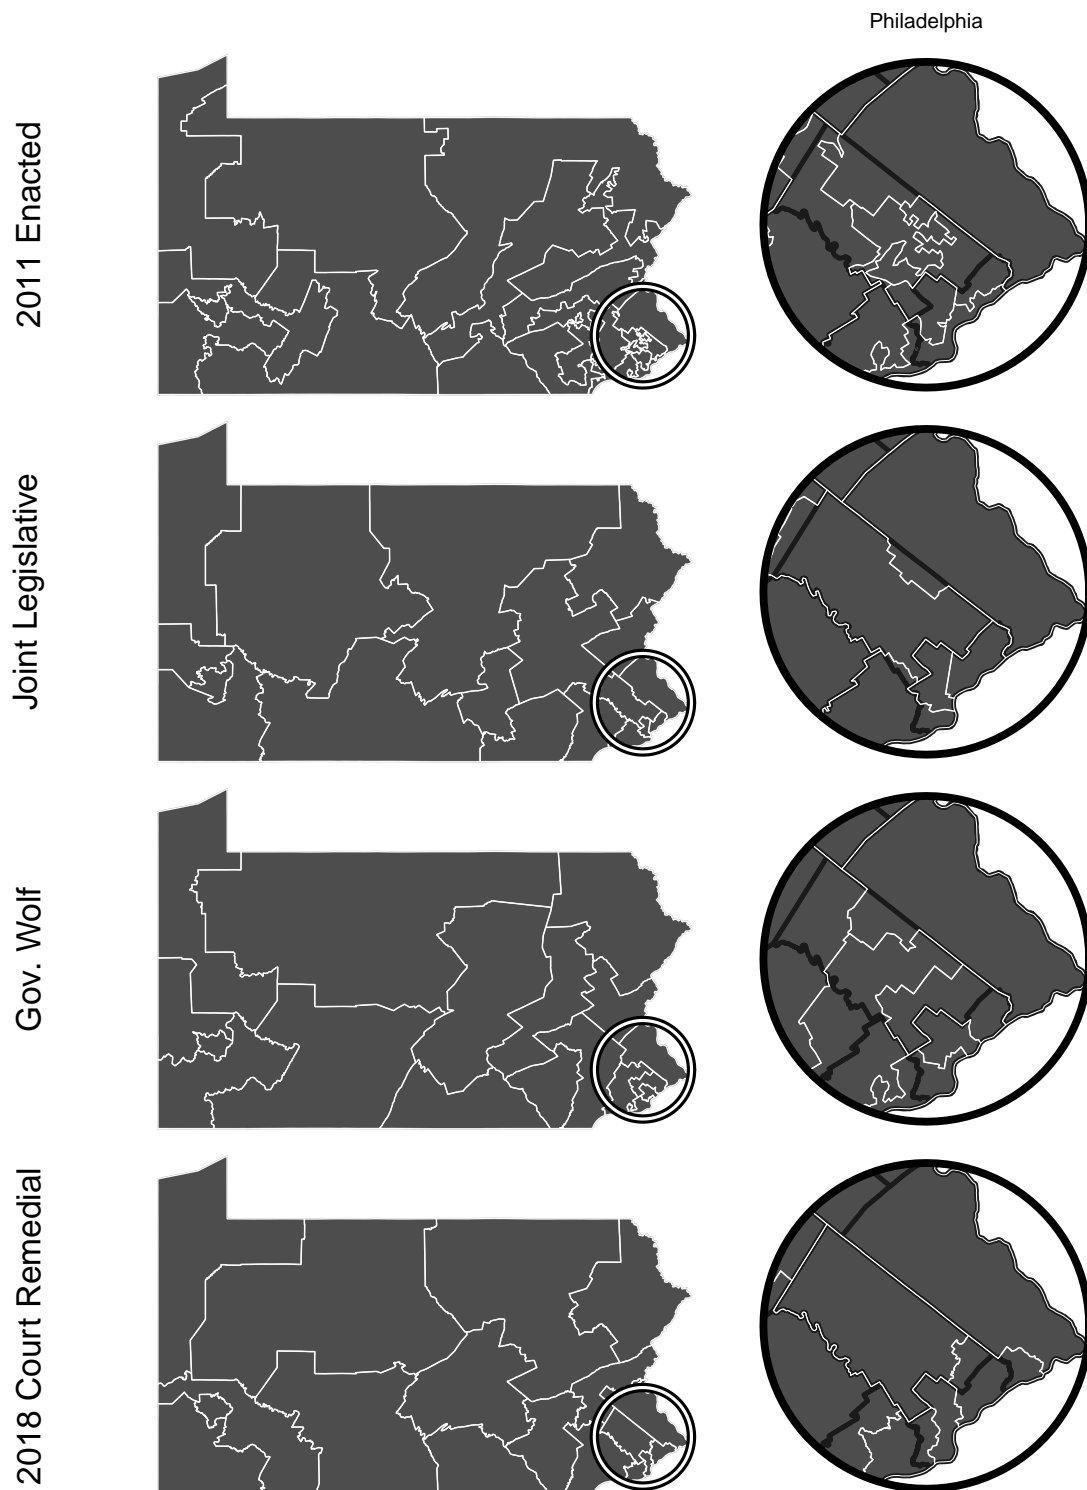 Philadelphia
2011 Enacted
Joint Legislative
Gov. Wolf
2018 Court Remedial